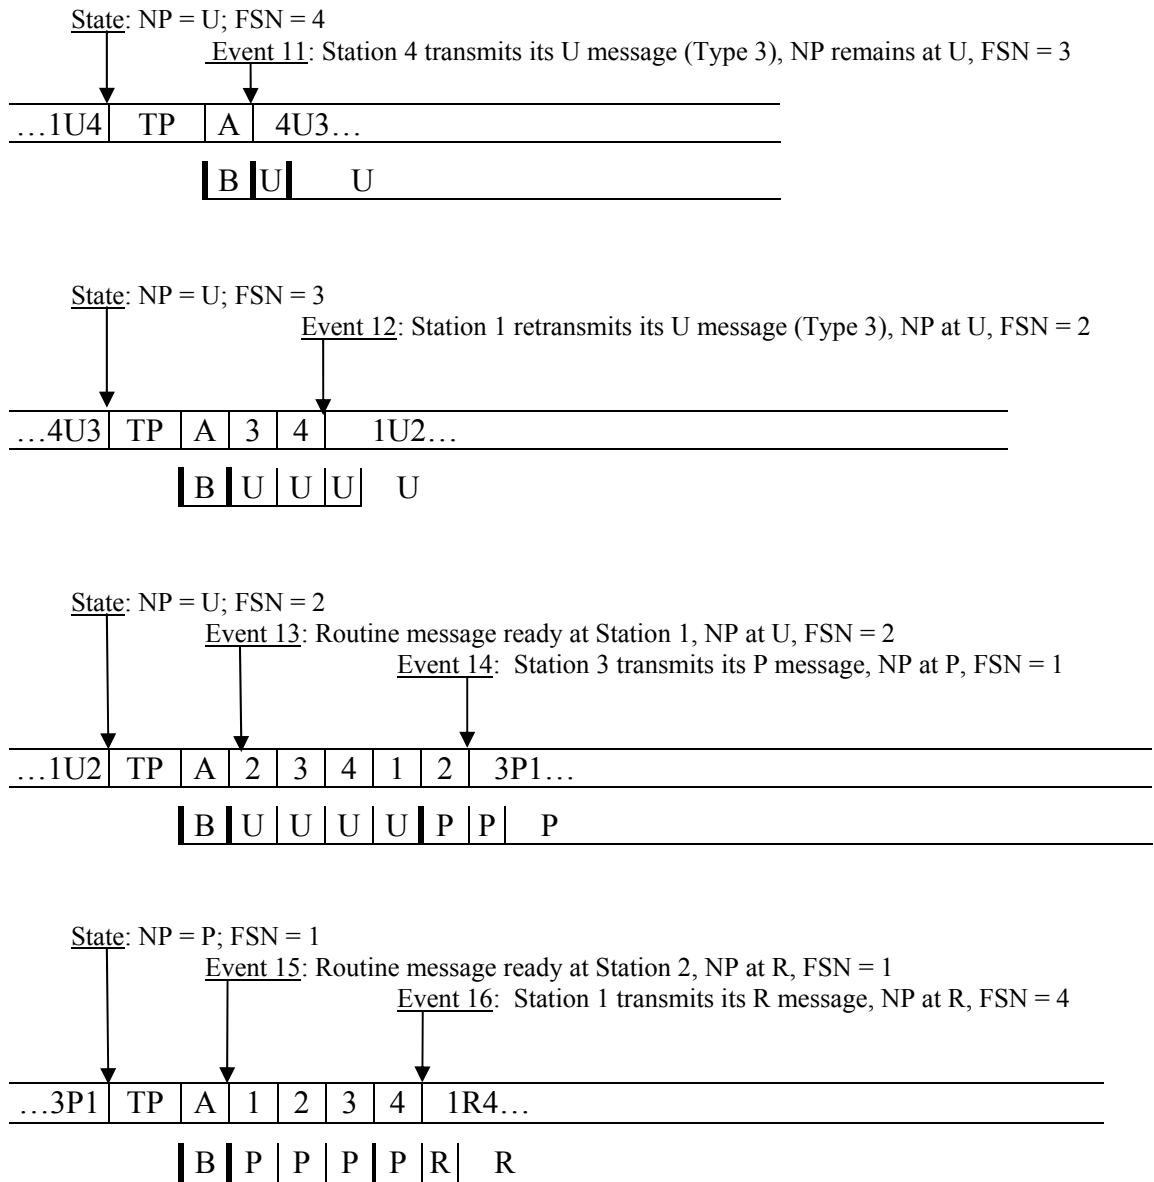 State: NP = U; FSN = 4
Event 11: Station 4 transmits its U message (Type 3), NP remains at U, FSN = 3
…1U4 TP A 4U3…
B U U
State: NP = U; FSN = 3
Event 12: Station 1 retransmits its U message (Type 3), NP at U, FSN = 2
…4U3 TP A 3 4 1U2…
B U U U U
State: NP = U; FSN = 2
Event 13: Routine message ready at Station 1, NP at U, FSN = 2
Event 14: Station 3 transmits its P message, NP at P, FSN = 1
…1U2 TP A 2 3 4 1 2 3P1…
B U U U U P P P
State: NP = P; FSN = 1
Event 15: Routine message ready at Station 2, NP at R, FSN = 1
Event 16: Station 1 transmits its R message, NP at R, FSN = 4
…3P1 TP A 1 2 3 4 1R4…
B P P P P R R